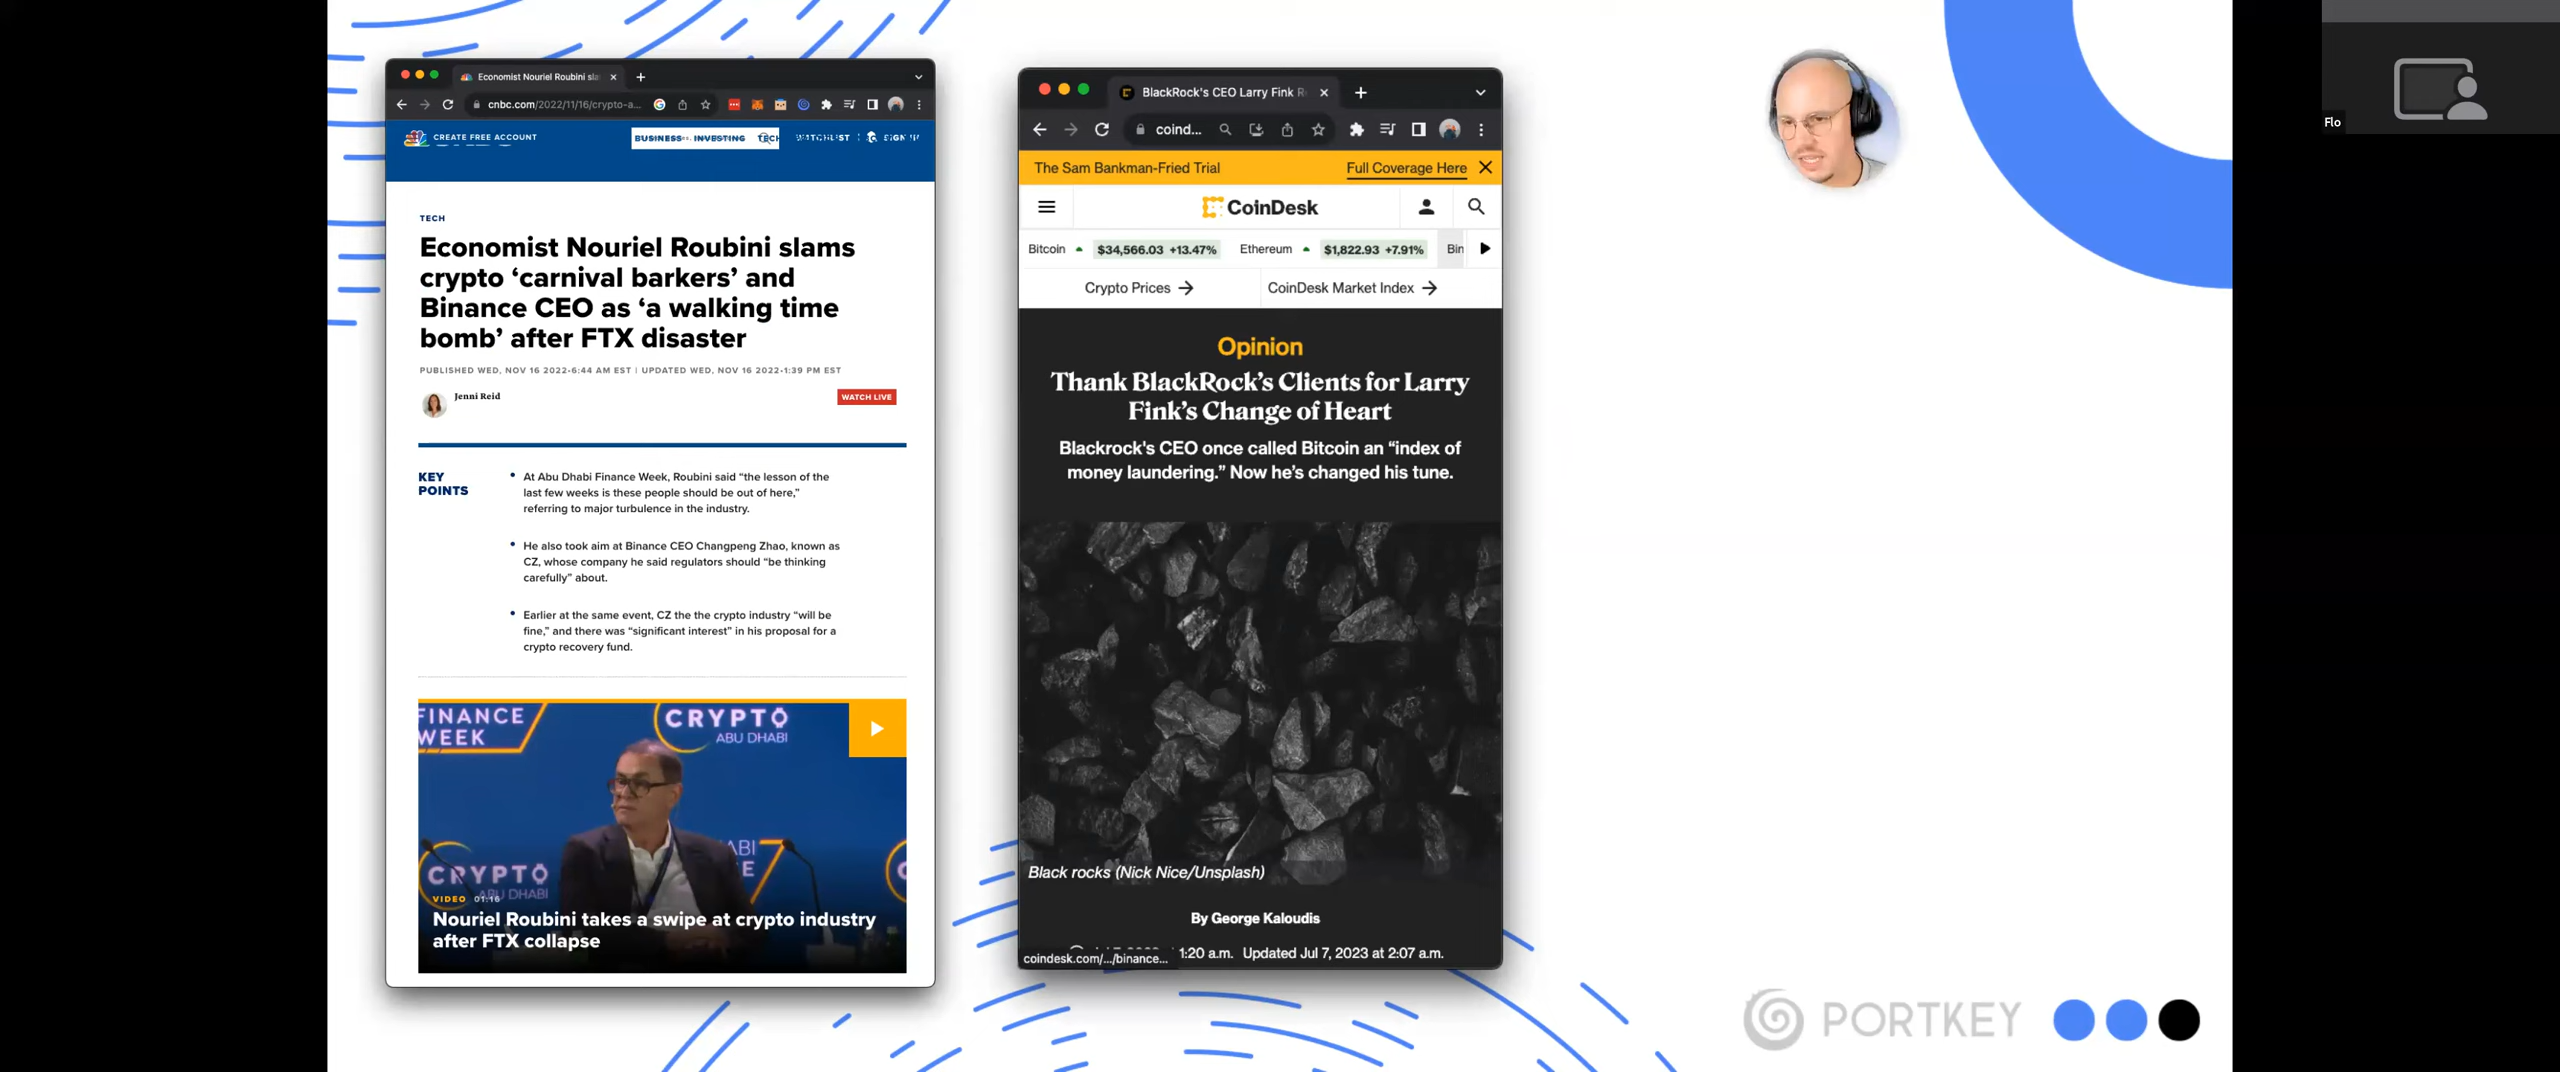 Economist Nouriel Roubini sla
cnbc.com/2022/11/16/crypto-a...
CREATE FREE ACCOUNT
BUSINESS INVESTING TECH WATCHLIST SIGN
TECH
Economist Nouriel Roubini slams
crypto ‘carnival barkers’ and
Binance CEO as ‘a walking time
bomb’ after FTX disaster
PUBLISHED WED, NOV 16 2022•6:44 AM EST | UPDATED WED, NOV 16 2022•1:39 PM EST
Jenni Reid
WATCH LIVE
KEY
POINTS
• At Abu Dhabi Finance Week, Roubini said “the lesson of the
last few weeks is these people should be out of here,”
referring to major turbulence in the industry.
• He also took aim at Binance CEO Changpeng Zhao, known as
CZ, whose company he said regulators should “be thinking
carefully” about.
• Earlier at the same event, CZ the the crypto industry “will be
fine,” and there was “significant interest” in his proposal for a
crypto recovery fund.
FINANCE
WEEK
CRYPTO
ABU DHABI
CRYPTO
ABU DHABI
VIDEO 01:16
Nouriel Roubini takes a swipe at crypto industry
after FTX collapse
BlackRock's CEO Larry Fink R
coind...
The Sam Bankman-Fried Trial Full Coverage Here
CoinDesk
Bitcoin $34,566.03 +13.47% Ethereum $1,822.93 +7.91% Bin
Crypto Prices → CoinDesk Market Index →
Opinion
Thank BlackRock’s Clients for Larry
Fink’s Change of Heart
Blackrock's CEO once called Bitcoin an “index of
money laundering.” Now he’s changed his tune.
Black rocks (Nick Nice/Unsplash)
By George Kaloudis
1:20 a.m. Updated Jul 7, 2023 at 2:07 a.m.
coindesk.com/.../binance...
PORTKEY
Flo